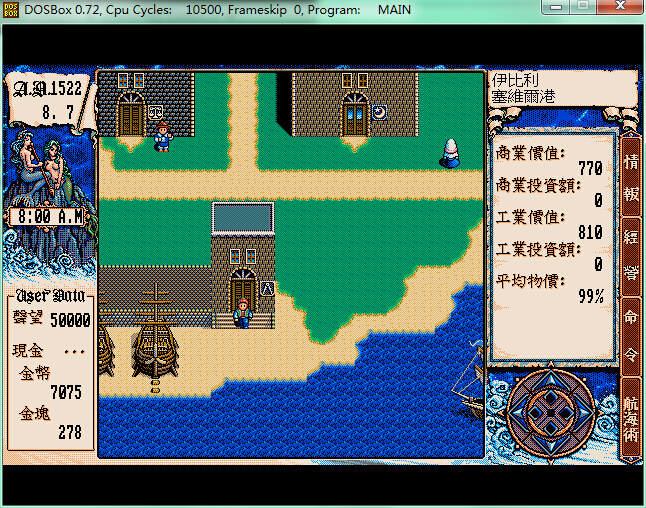 DOSBox 0.72, Cpu Cycles: 10500, Frameskip 0, Program: MAIN
A.D.1522
8. 7
8:00 A.M
User Data
聲望 50000
現金 ...
金幣
7075
金塊
278
伊比利
塞維爾港
商業價值:
770
商業投資額:
0
工業價值:
810
工業投資額:
0
平均物價:
99%
情報
經營
命令
航海術